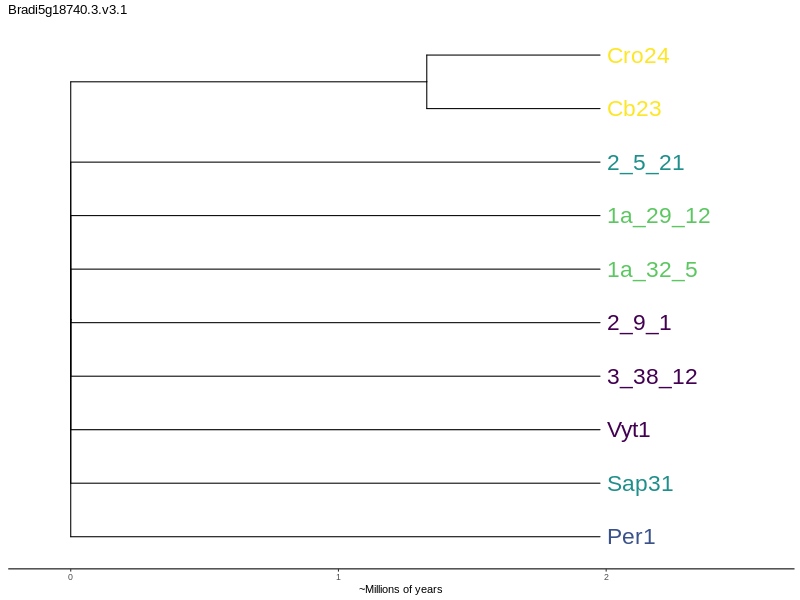 Bradi5g18740.3.v3.1
Cro24
Cb23
2_5_21
1a_29_12
1a_32_5
2_9_1
3_38_12
Vyt1
Sap31
Per1
0 1 2
~Millions of years